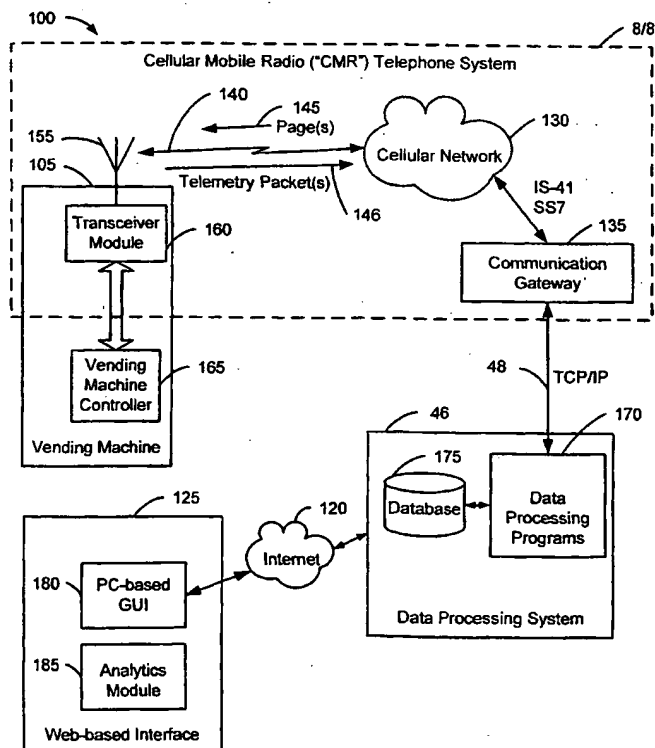 100
8/8
Cellular Mobile Radio ("CMR") Telephone System
145
140
Page(s)
130
155
Cellular Network
105
Telemetry Packet(s)
146
IS-41
SS7
Transceiver
Module
160
135
Communication
Gateway
Vending
Machine
Controller
165
48
TCP/IP
Vending Machine
46
170
175
Database
Data
Processing
Programs
125
120
Internet
180
PC-based
GUI
Data Processing System
185
Analytics
Module
Web-based Interface